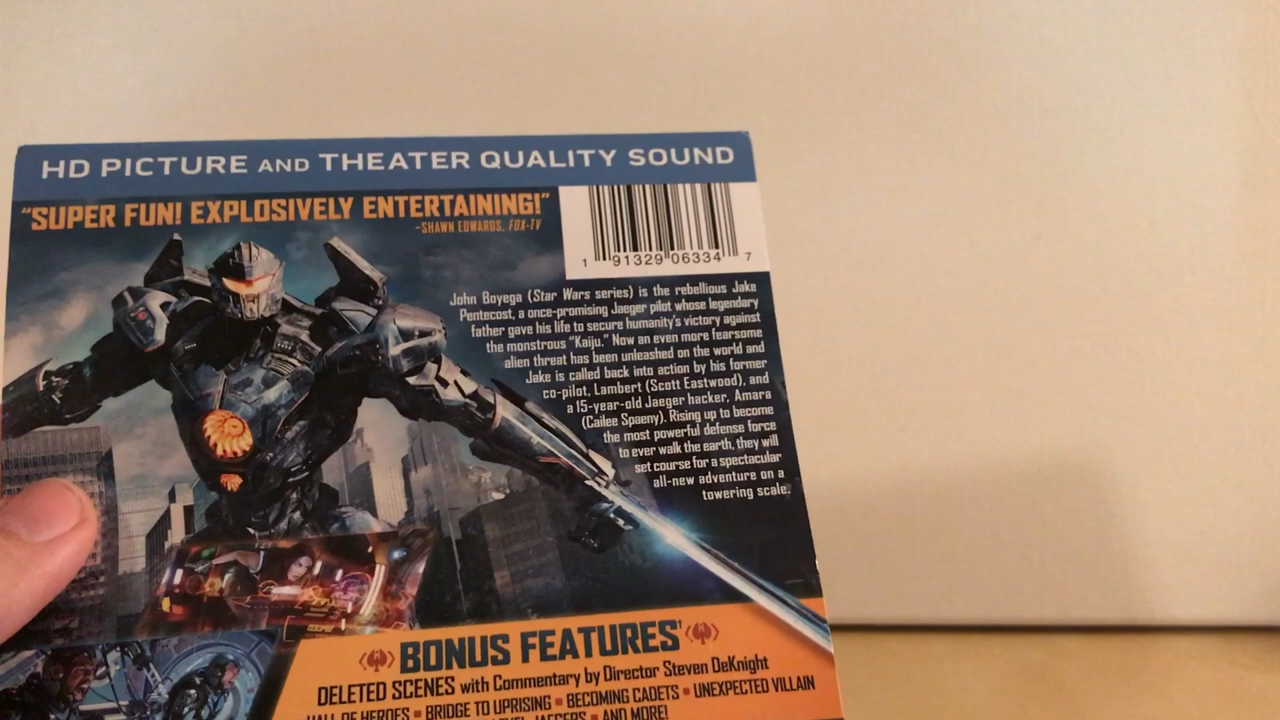 HD PICTURE AND THEATER QUALITY SOUND
"SUPER FUN! EXPLOSIVELY ENTERTAINING!"
-SHAWN EDWARDS, FOX-TV
1 91329 06334 7
John Boyega (Star Wars series) is the rebellious Jake
Pentecost, a once-promising Jaeger pilot whose legendary
father gave his life to secure humanity's victory against
the monstrous "Kaiju." Now an even more fearsome
alien threat has been unleashed on the world and
Jake is called back into action by his former
co-pilot, Lambert (Scott Eastwood), and
a 15-year-old Jaeger hacker, Amara
(Cailee Spaeny). Rising up to become
the most powerful defense force
to ever walk the earth, they will
set course for a spectacular
all-new adventure on a
towering scale.
BONUS FEATURES†
DELETED SCENES with Commentary by Director Steven DeKnight
HALL OF HEROES ▪ BRIDGE TO UPRISING ▪ BECOMING CADETS ▪ UNEXPECTED VILLAIN
JAEGERS ▪ AND MORE!